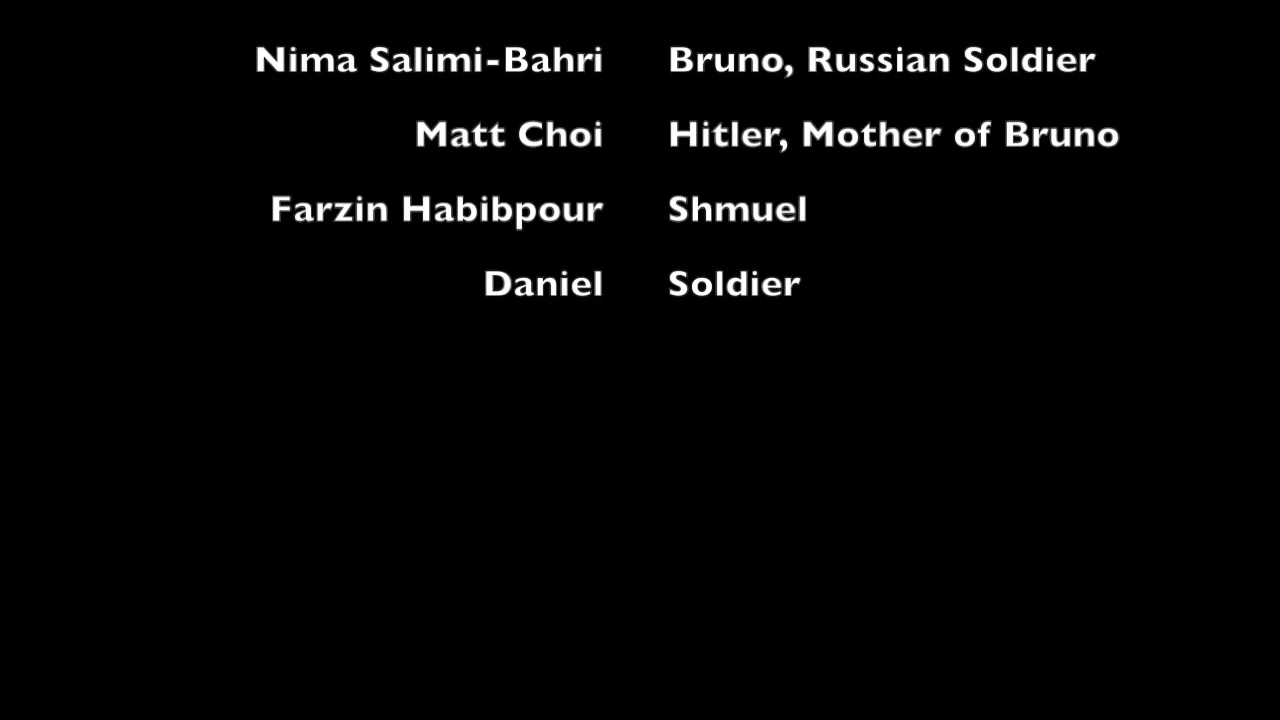 Nima Salimi-Bahri Bruno, Russian Soldier
Matt Choi Hitler, Mother of Bruno
Farzin Habibpour Shmuel
Daniel Soldier